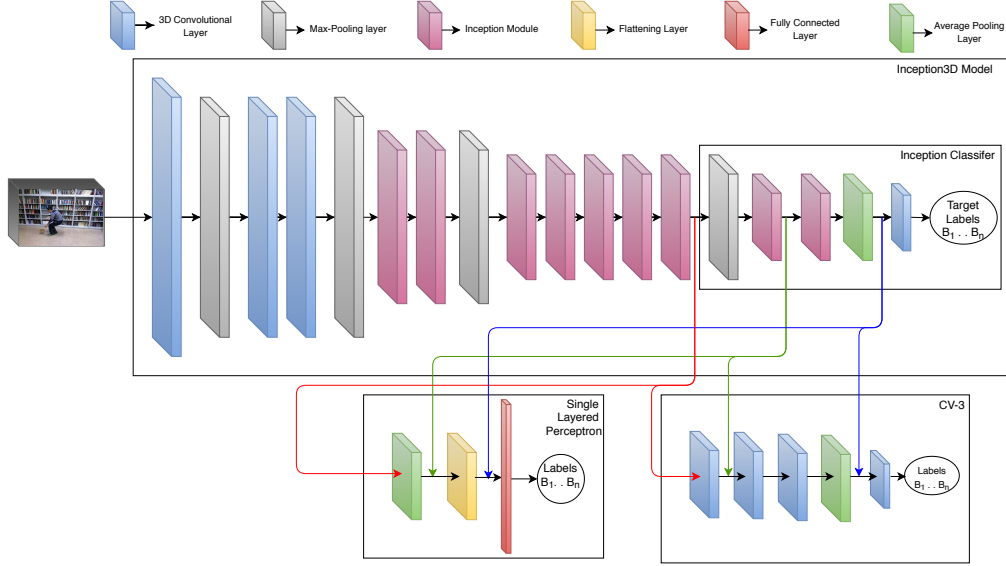 3D Convolutional
Layer
Max-Pooling layer
Inception Module
Flattening Layer
Fully Connected
Layer
Average Pooling
Layer
Inception3D Model
Inception Classifer
Target
Labels
B1 . . Bn
Single
Layered
Perceptron
Labels
B1. . Bn
CV-3
Labels
B1 . . Bn